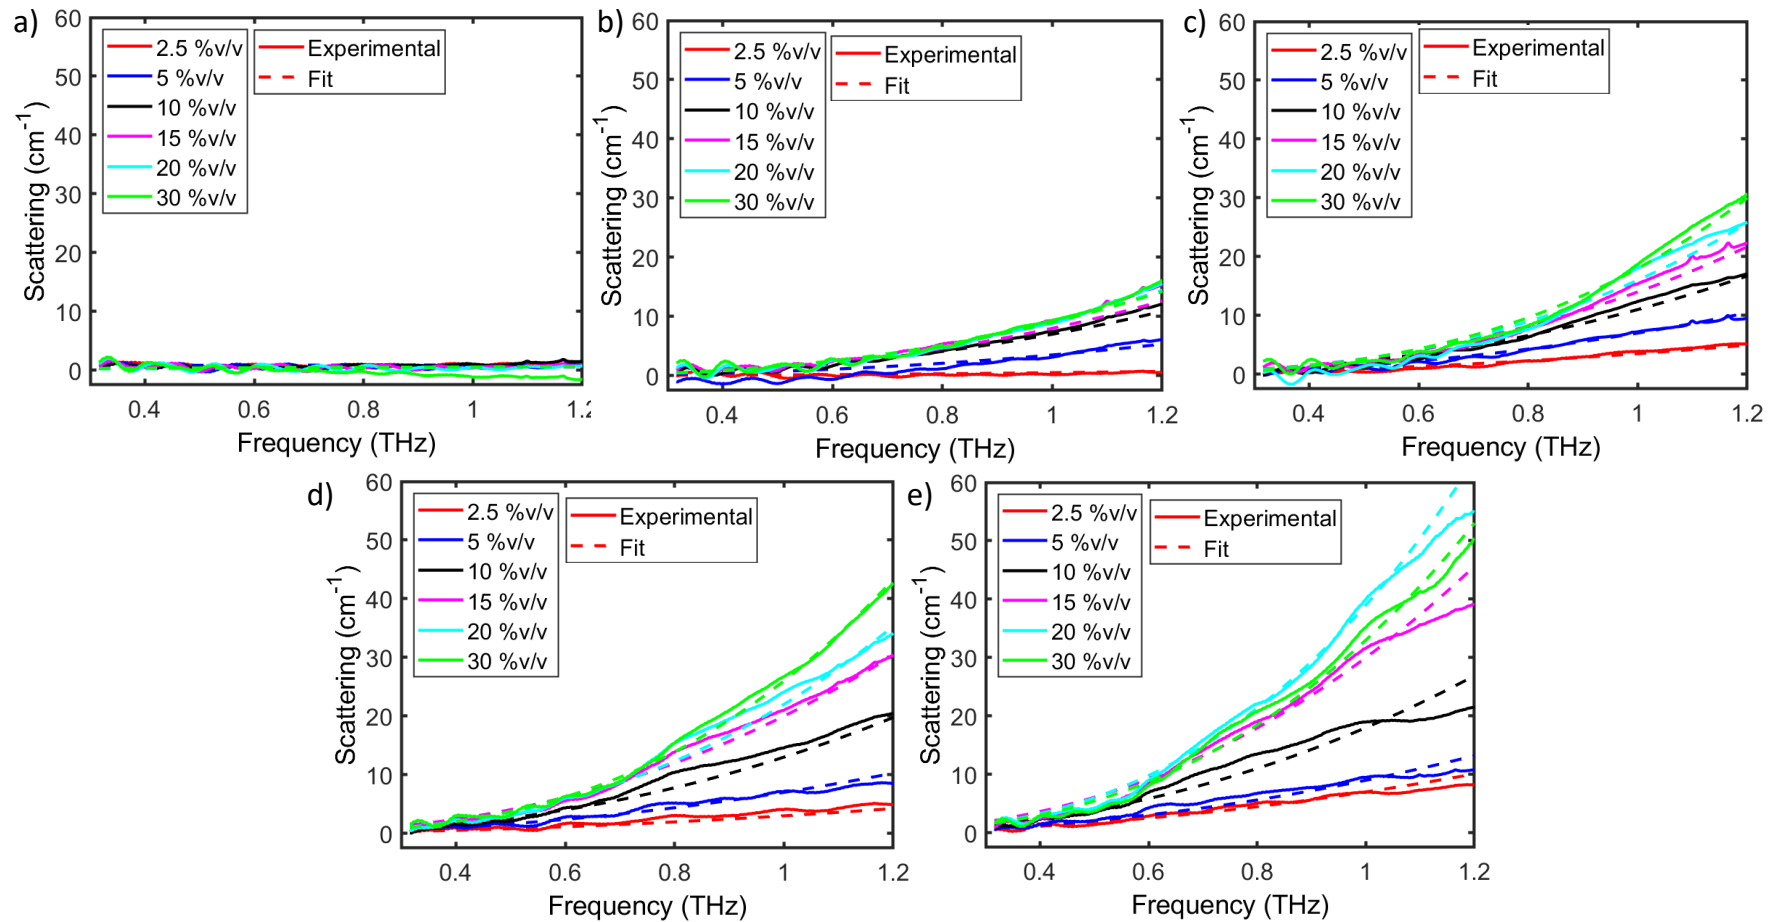 a)
60
50
40
30
20
10
0
Scattering (cm-1)
2.5 %v/v
5 %v/v
10 %v/v
15 %v/v
20 %v/v
30 %v/v
Experimental
Fit
0.4
0.6
0.8
1
1.2
Frequency (THz)
b)
60
50
40
30
20
10
0
Scattering (cm-1)
2.5 %v/v
5 %v/v
10 %v/v
15 %v/v
20 %v/v
30 %v/v
Experimental
Fit
0.4
0.6
0.8
1
1.2
Frequency (THz)
c)
60
50
40
30
20
10
0
Scattering (cm-1)
2.5 %v/v
5 %v/v
10 %v/v
15 %v/v
20 %v/v
30 %v/v
Experimental
Fit
0.4
0.6
0.8
1
1.2
Frequency (THz)
d)
60
50
40
30
20
10
0
Scattering (cm-1)
2.5 %v/v
5 %v/v
10 %v/v
15 %v/v
20 %v/v
30 %v/v
Experimental
Fit
0.4
0.6
0.8
1
1.2
Frequency (THz)
e)
60
50
40
30
20
10
0
Scattering (cm-1)
2.5 %v/v
5 %v/v
10 %v/v
15 %v/v
20 %v/v
30 %v/v
Experimental
Fit
0.4
0.6
0.8
1
1.2
Frequency (THz)